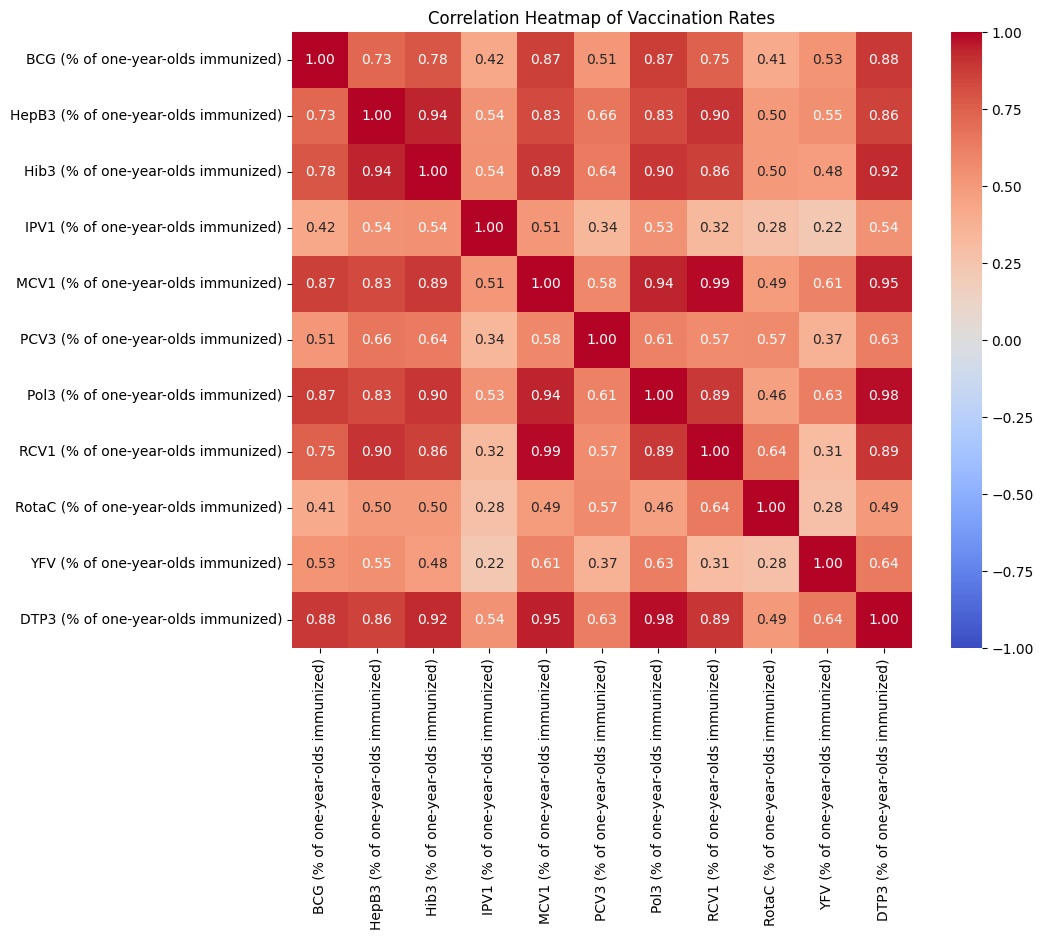 Correlation Heatmap of Vaccination Rates
BCG (% of one-year-olds immunized) 1.00 0.73 0.78 0.42 0.87 0.51 0.87 0.75 0.41 0.53 0.88
HepB3 (% of one-year-olds immunized) 0.73 1.00 0.94 0.54 0.83 0.66 0.83 0.90 0.50 0.55 0.86
Hib3 (% of one-year-olds immunized) 0.78 0.94 1.00 0.54 0.89 0.64 0.90 0.86 0.50 0.48 0.92
IPV1 (% of one-year-olds immunized) 0.42 0.54 0.54 1.00 0.51 0.34 0.53 0.32 0.28 0.22 0.54
MCV1 (% of one-year-olds immunized) 0.87 0.83 0.89 0.51 1.00 0.58 0.94 0.99 0.49 0.61 0.95
PCV3 (% of one-year-olds immunized) 0.51 0.66 0.64 0.34 0.58 1.00 0.61 0.57 0.57 0.37 0.63
Pol3 (% of one-year-olds immunized) 0.87 0.83 0.90 0.53 0.94 0.61 1.00 0.89 0.46 0.63 0.98
RCV1 (% of one-year-olds immunized) 0.75 0.90 0.86 0.32 0.99 0.57 0.89 1.00 0.64 0.31 0.89
RotaC (% of one-year-olds immunized) 0.41 0.50 0.50 0.28 0.49 0.57 0.46 0.64 1.00 0.28 0.49
YFV (% of one-year-olds immunized) 0.53 0.55 0.48 0.22 0.61 0.37 0.63 0.31 0.28 1.00 0.64
DTP3 (% of one-year-olds immunized) 0.88 0.86 0.92 0.54 0.95 0.63 0.98 0.89 0.49 0.64 1.00
BCG (% of one-year-olds immunized)
HepB3 (% of one-year-olds immunized)
Hib3 (% of one-year-olds immunized)
IPV1 (% of one-year-olds immunized)
MCV1 (% of one-year-olds immunized)
PCV3 (% of one-year-olds immunized)
Pol3 (% of one-year-olds immunized)
RCV1 (% of one-year-olds immunized)
RotaC (% of one-year-olds immunized)
YFV (% of one-year-olds immunized)
DTP3 (% of one-year-olds immunized)
1.00
0.75
0.50
0.25
0.00
−0.25
−0.50
−0.75
−1.00